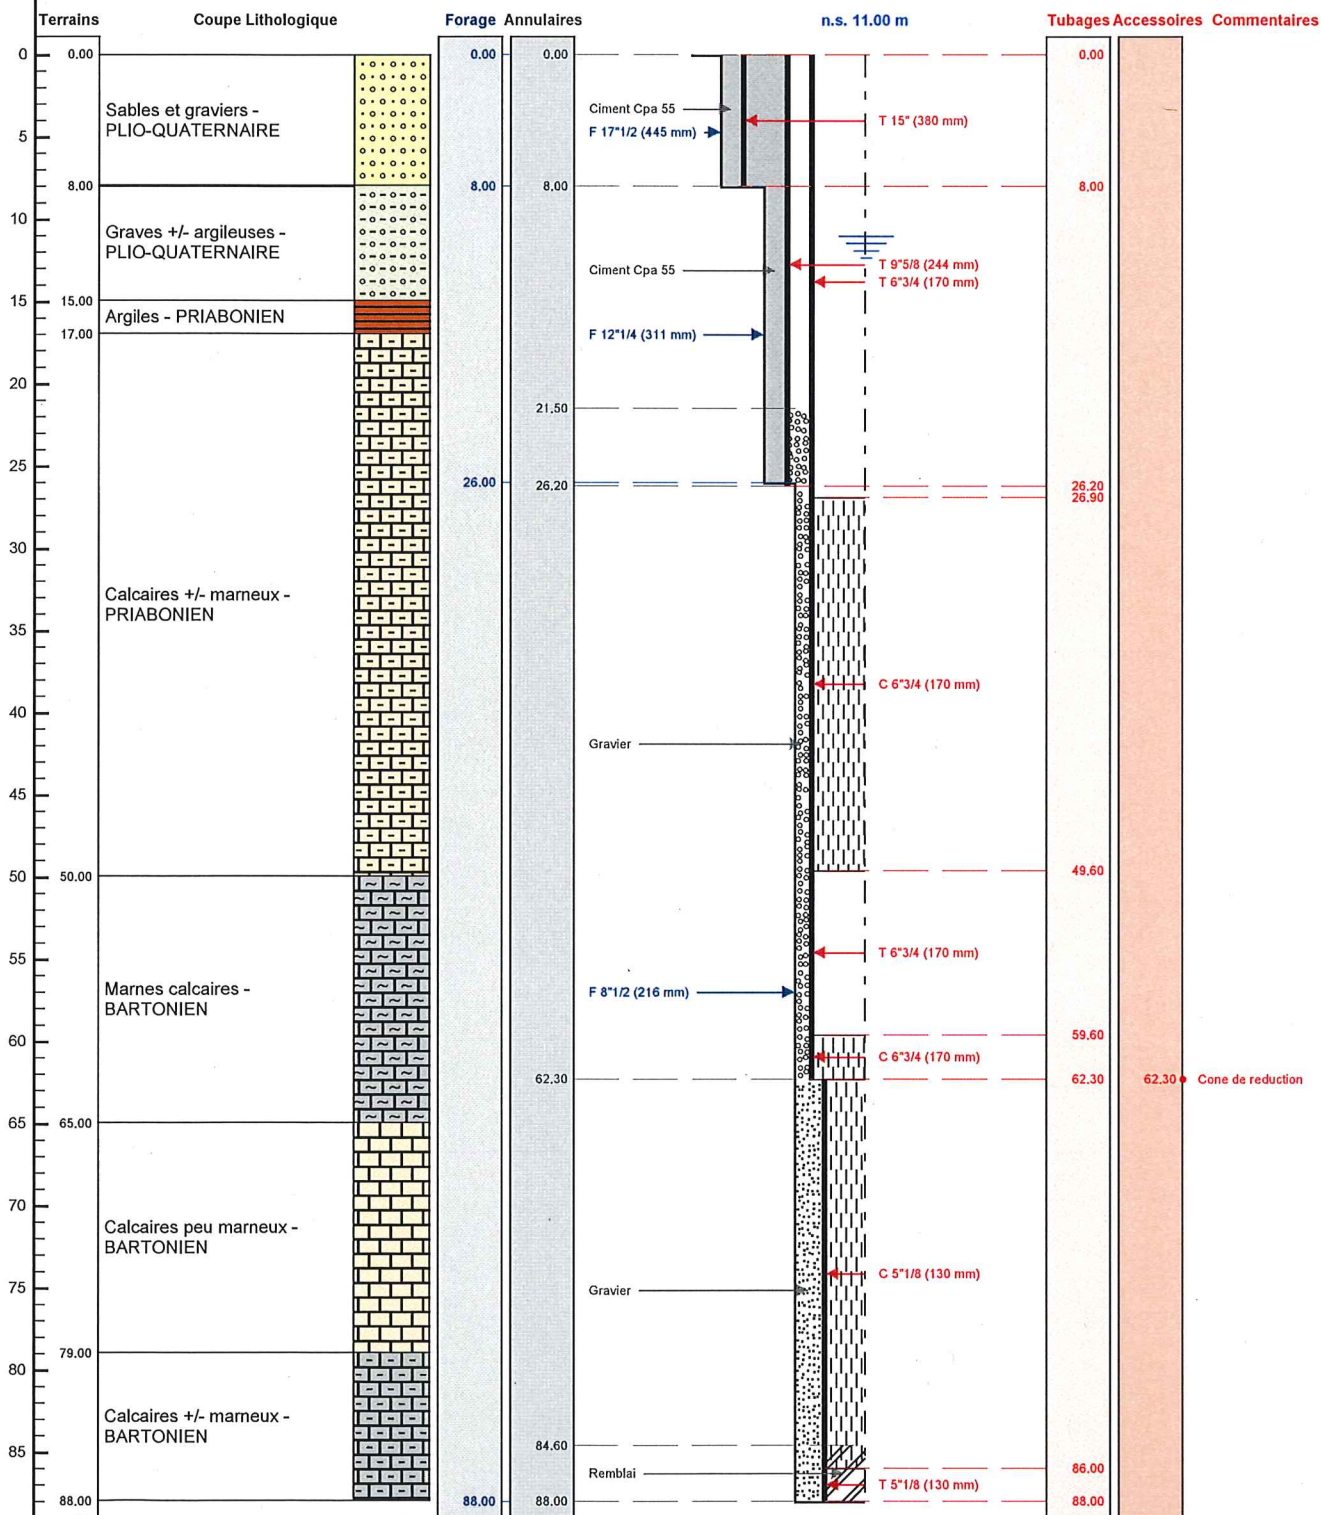 Terrains Coupe Lithologique Forage Annulaires n.s. 11.00 m Tubages Accessoires Commentaires
0 0.00 0.00 0.00 0.00
Sables et graviers -
PLIO-QUATERNAIRE
Ciment Cpa 55
T 15" (380 mm)
F 17"1/2 (445 mm)
5
8.00 8.00 8.00 8.00
10
Graves +/- argileuses -
PLIO-QUATERNAIRE
Ciment Cpa 55
T 9"5/8 (244 mm)
T 6"3/4 (170 mm)
15 15.00
Argiles - PRIABONIEN
17.00
F 12"1/4 (311 mm)
20
21.50
25
26.00
26.20 26.20
26.90
30
Calcaires +/- marneux -
PRIABONIEN
35
C 6"3/4 (170 mm)
40
Gravier
45
49.60
50 50.00
T 6"3/4 (170 mm)
55
Marnes calcaires -
BARTONIEN
F 8"1/2 (216 mm)
59.60
60
C 6"3/4 (170 mm)
62.30 62.30 62.30 Cone de reduction
65 65.00
70
Calcaires peu marneux -
BARTONIEN
C 5"1/8 (130 mm)
75
Gravier
79.00
80
Calcaires +/- marneux -
BARTONIEN
84.60
85
86.00
Remblai
T 5"1/8 (130 mm)
88.00 88.00 88.00 88.00